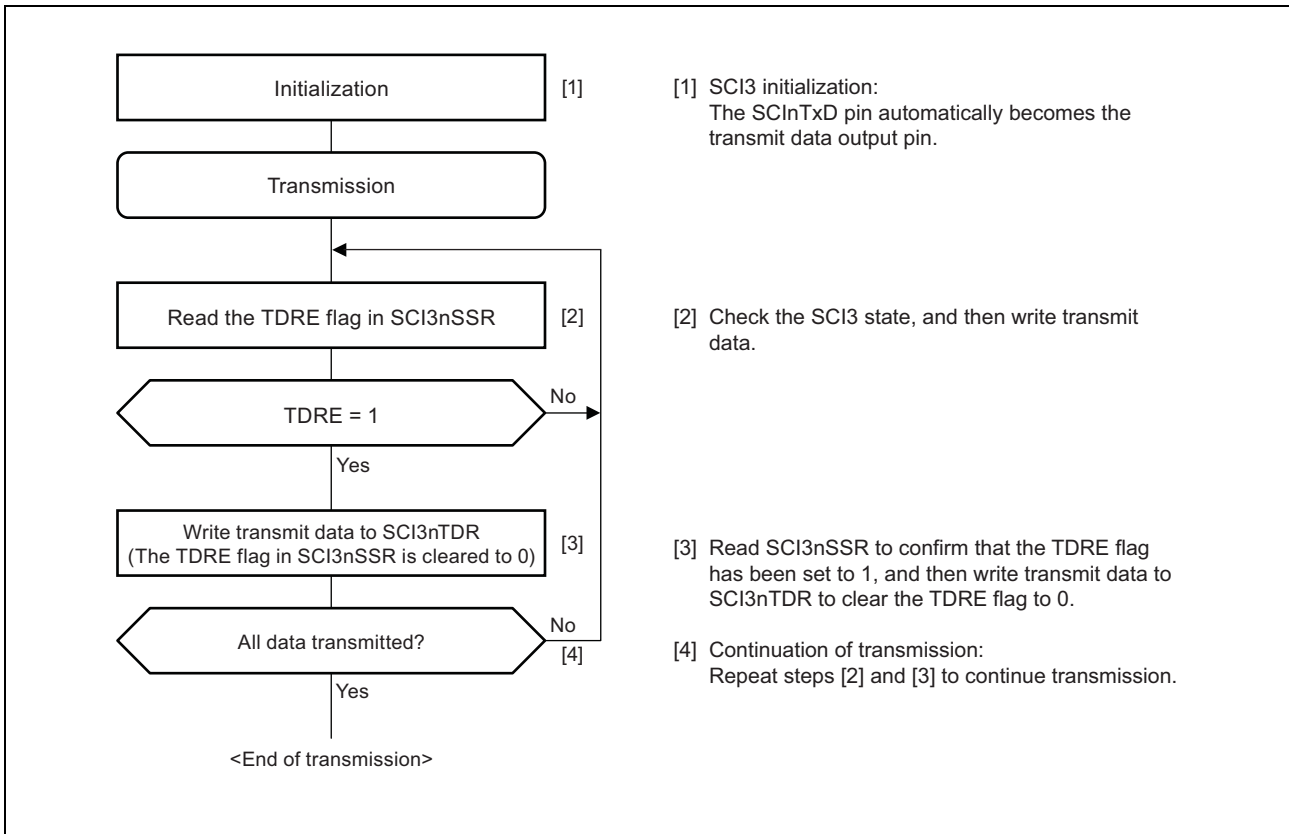 Initialization
[1]
[1] SCI3 initialization:
The SCInTxD pin automatically becomes the
transmit data output pin.
Transmission
Read the TDRE flag in SCI3nSSR
[2]
[2] Check the SCI3 state, and then write transmit
data.
TDRE = 1
No
Yes
Write transmit data to SCI3nTDR
(The TDRE flag in SCI3nSSR is cleared to 0)
[3]
[3] Read SCI3nSSR to confirm that the TDRE flag
has been set to 1, and then write transmit data to
SCI3nTDR to clear the TDRE flag to 0.
All data transmitted?
No
[4]
[4] Continuation of transmission:
Repeat steps [2] and [3] to continue transmission.
Yes
<End of transmission>